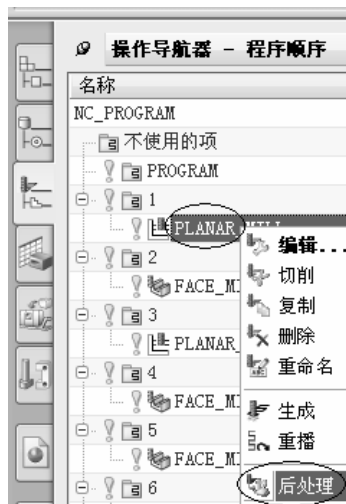 操作导航器 - 程序顺序
名称
NC_PROGRAM
不使用的项
PROGRAM
1
PLANAR_MILL
编辑...
2
切削
FACE_MI
复制
3
删除
PLANAR_
重命名
4
FACE_MI
生成
5
重播
FACE_MI
6
后处理